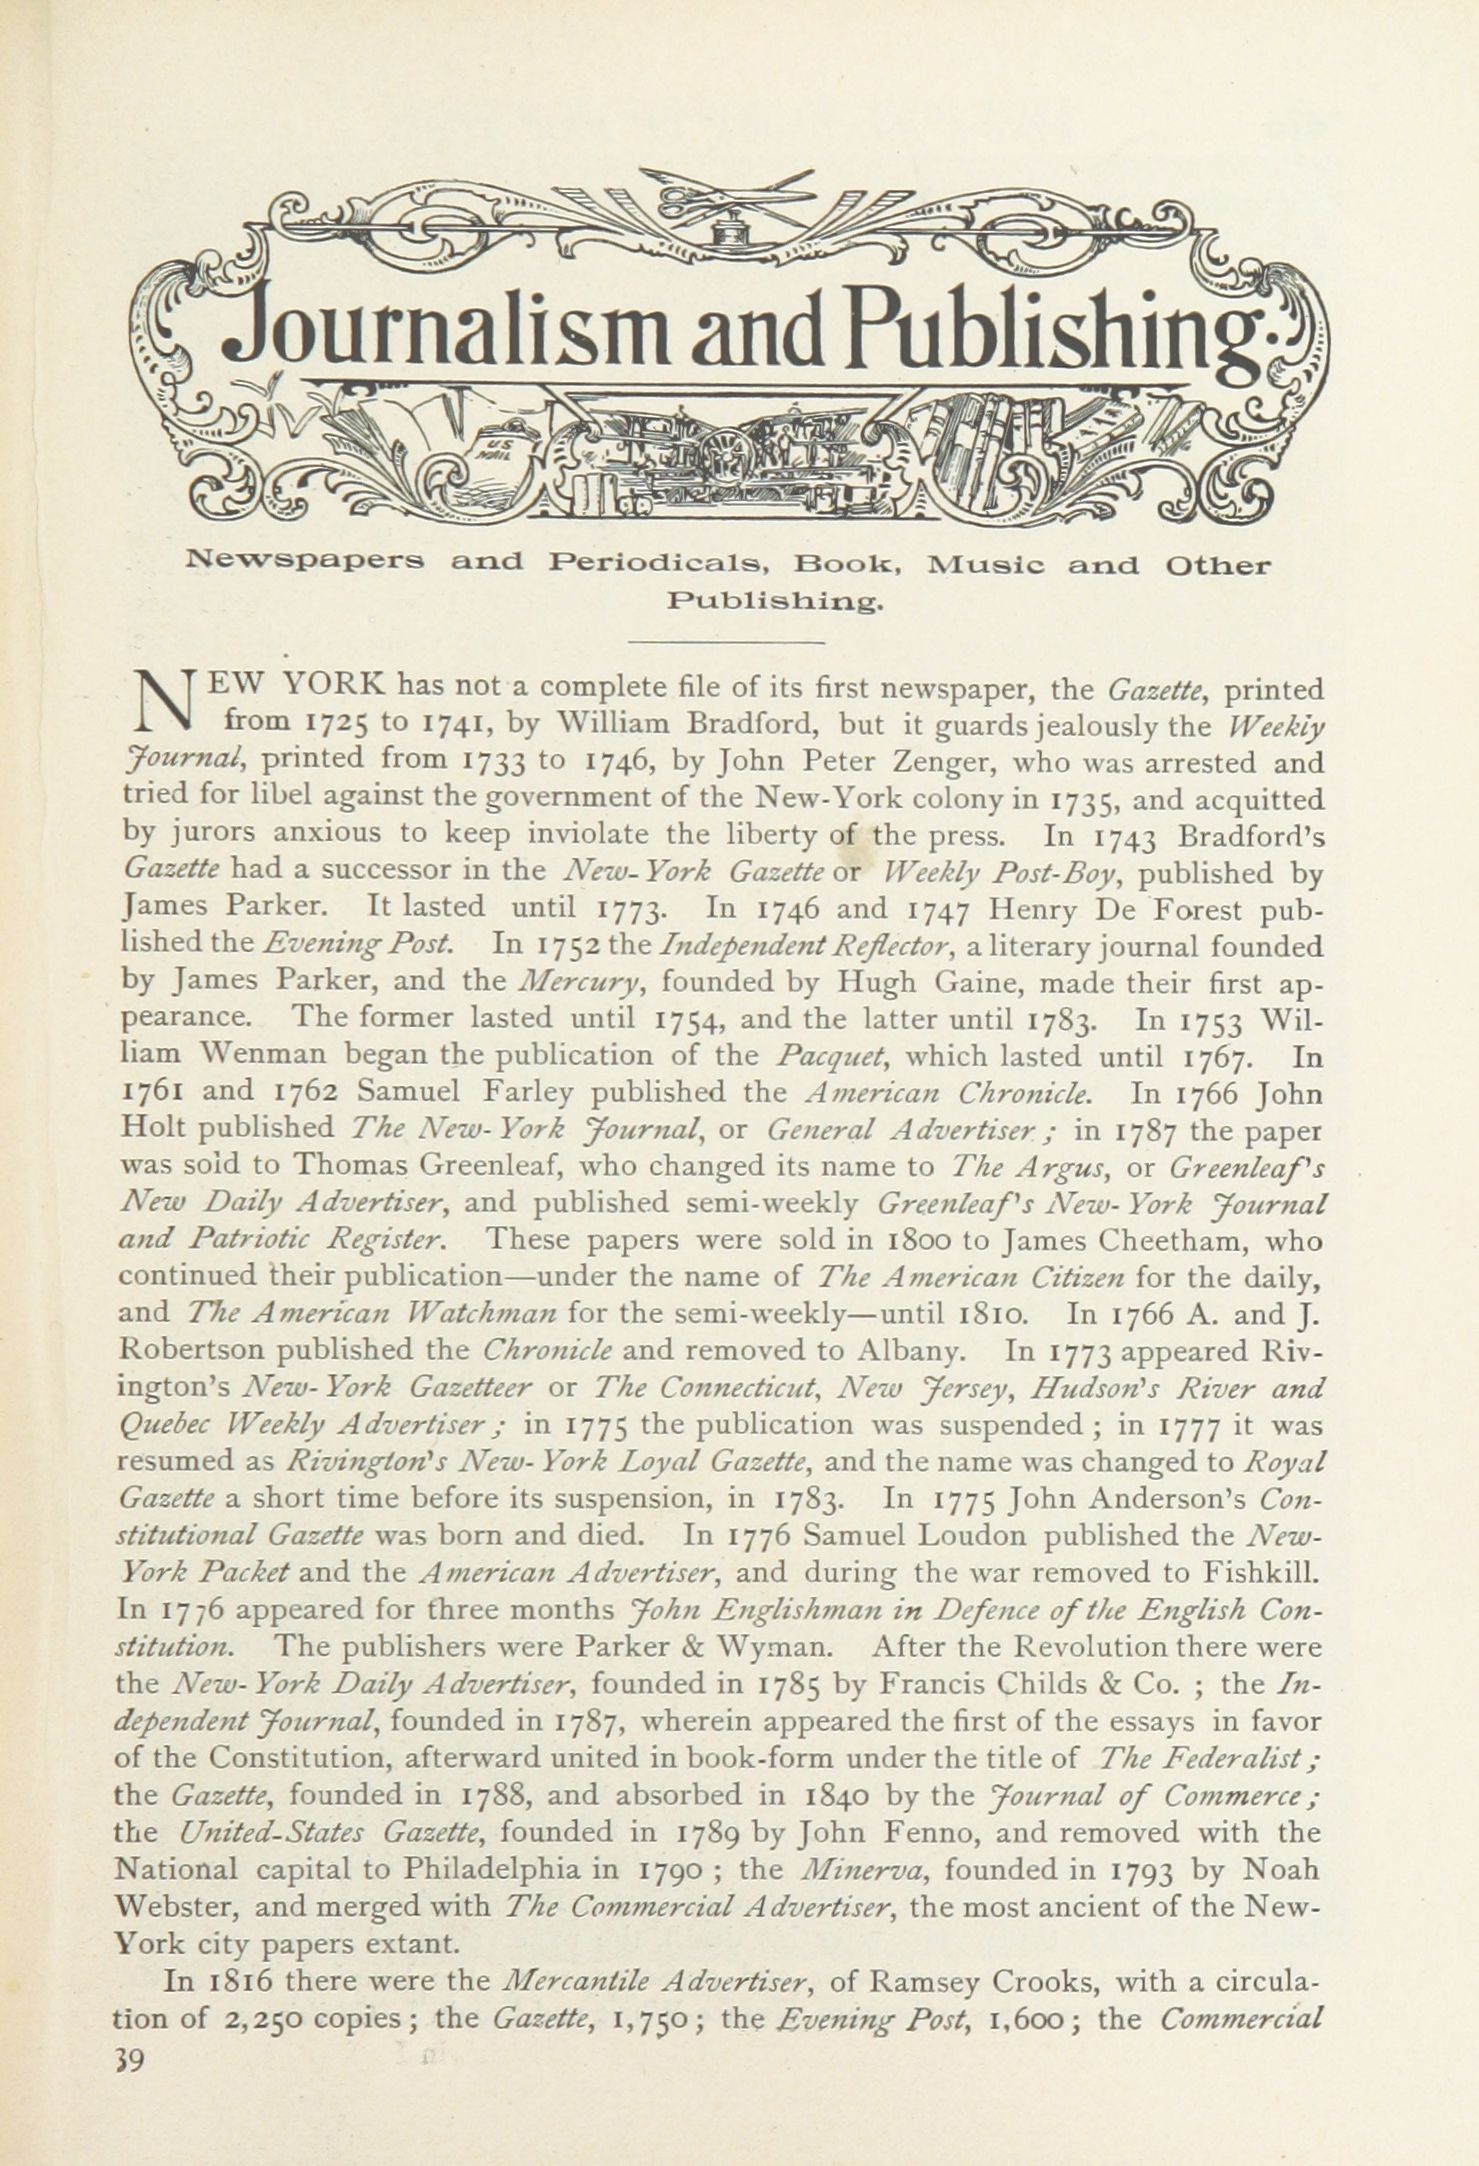 Journalism and Publishing.
U S
MAIL
Newspapers and Periodicals, Book, Music and Other
Publishing.
NEW YORK has not a complete file of its first newspaper, the Gazette, printed
from 1725 to 1741, by William Bradford, but it guards jealously the Weekly
Journal, printed from 1733 to 1746, by John Peter Zenger, who was arrested and
tried for libel against the government of the New-York colony in 1735, and acquitted
by jurors anxious to keep inviolate the liberty of the press. In 1743 Bradford's
Gazette had a successor in the New-York Gazette or Weekly Post-Boy, published by
James Parker. It lasted until 1773. In 1746 and 1747 Henry De Forest pub-
lished the Evening Post. In 1752 the Independent Reflector, a literary journal founded
by James Parker, and the Mercury, founded by Hugh Gaine, made their first ap-
pearance. The former lasted until 1754, and the latter until 1783. In 1753 Wil-
liam Wenman began the publication of the Pacquet, which lasted until 1767. In
1761 and 1762 Samuel Farley published the American Chronicle. In 1766 John
Holt published The New-York Journal, or General Advertiser; in 1787 the paper
was sold to Thomas Greenleaf, who changed its name to The Argus, or Greenleaf's
New Daily Advertiser, and published semi-weekly Greenleaf's New-York Journal
and Patriotic Register. These papers were sold in 1800 to James Cheetham, who
continued their publication—under the name of The American Citizen for the daily,
and The American Watchman for the semi-weekly—until 1810. In 1766 A. and J.
Robertson published the Chronicle and removed to Albany. In 1773 appeared Riv-
ington's New-York Gazetteer or The Connecticut, New Jersey, Hudson's River and
Quebec Weekly Advertiser; in 1775 the publication was suspended; in 1777 it was
resumed as Rivington's New-York Loyal Gazette, and the name was changed to Royal
Gazette a short time before its suspension, in 1783. In 1775 John Anderson's Con-
stitutional Gazette was born and died. In 1776 Samuel Loudon published the New-
York Packet and the American Advertiser, and during the war removed to Fishkill.
In 1776 appeared for three months John Englishman in Defence of the English Con-
stitution. The publishers were Parker & Wyman. After the Revolution there were
the New-York Daily Advertiser, founded in 1785 by Francis Childs & Co.; the In-
dependent Journal, founded in 1787, wherein appeared the first of the essays in favor
of the Constitution, afterward united in book-form under the title of The Federalist;
the Gazette, founded in 1788, and absorbed in 1840 by the Journal of Commerce;
the United-States Gazette, founded in 1789 by John Fenno, and removed with the
National capital to Philadelphia in 1790; the Minerva, founded in 1793 by Noah
Webster, and merged with The Commercial Advertiser, the most ancient of the New-
York city papers extant.
In 1816 there were the Mercantile Advertiser, of Ramsey Crooks, with a circula-
tion of 2,250 copies; the Gazette, 1,750; the Evening Post, 1,600; the Commercial
39